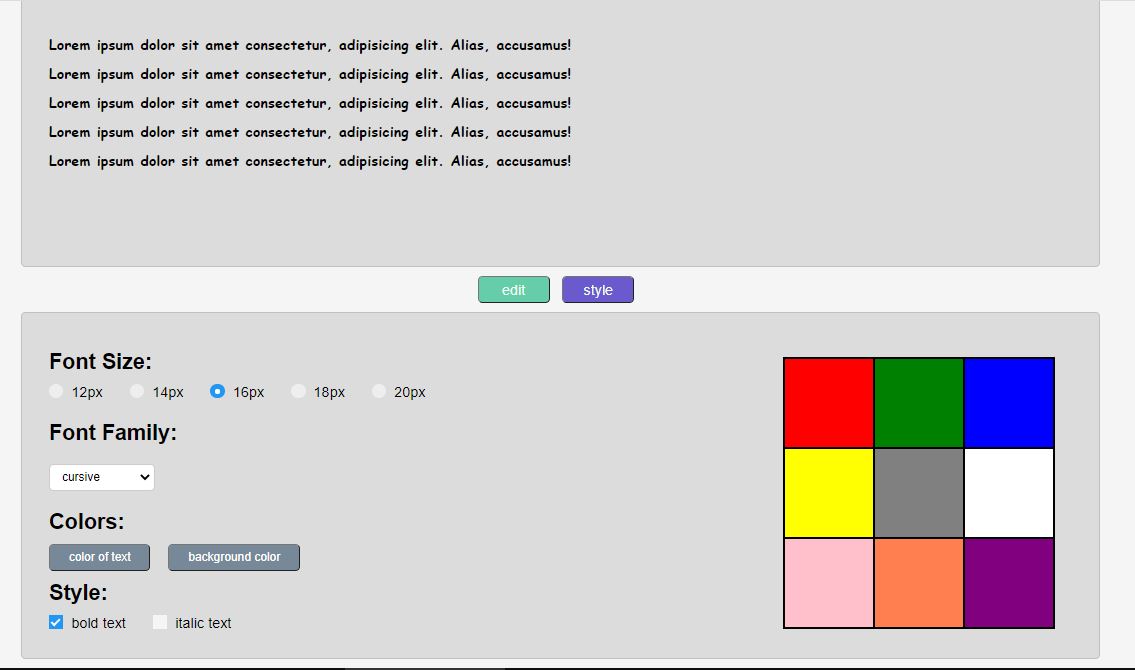 Lorem ipsum dolor sit amet consectetur, adipisicing elit. Alias, accusamus!
Lorem ipsum dolor sit amet consectetur, adipisicing elit. Alias, accusamus!
Lorem ipsum dolor sit amet consectetur, adipisicing elit. Alias, accusamus!
Lorem ipsum dolor sit amet consectetur, adipisicing elit. Alias, accusamus!
Lorem ipsum dolor sit amet consectetur, adipisicing elit. Alias, accusamus!
edit style
Font Size:
12px 14px 16px 18px 20px
Font Family:
cursive
Colors:
color of text background color
Style:
bold text italic text